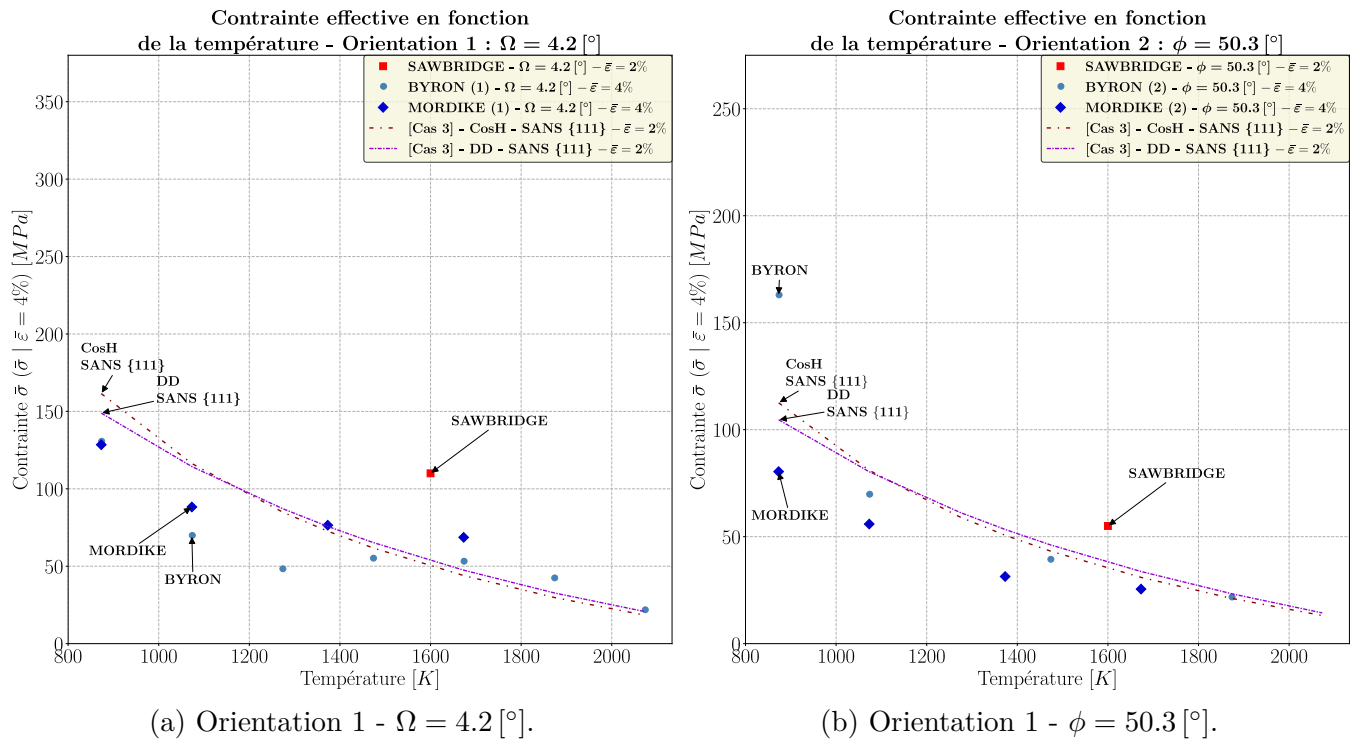 Contrainte effective en fonction
de la température - Orientation 1 : Ω = 4.2 [°]
SAWBRIDGE - Ω = 4.2 [°] – ε̄ = 2%
BYRON (1) - Ω = 4.2 [°] – ε̄ = 4%
MORDIKE (1) - Ω = 4.2 [°] – ε̄ = 4%
[Cas 3] - CosH - SANS {111} – ε̄ = 2%
[Cas 3] - DD - SANS {111} – ε̄ = 2%
Contrainte σ̄ (σ̄ | ε̄ = 4%) [MPa]
350
300
250
200
150
100
50
0
CosH
SANS {111}
DD
SANS {111}
SAWBRIDGE
MORDIKE
BYRON
800
1000
1200
1400
1600
1800
2000
Température [K]
(a) Orientation 1 - Ω = 4.2 [°].
Contrainte effective en fonction
de la température - Orientation 2 : ϕ = 50.3 [°]
SAWBRIDGE - ϕ = 50.3 [°] – ε̄ = 2%
BYRON (2) - ϕ = 50.3 [°] – ε̄ = 4%
MORDIKE (2) - ϕ = 50.3 [°] – ε̄ = 4%
[Cas 3] - CosH - SANS {111} – ε̄ = 2%
[Cas 3] - DD - SANS {111} – ε̄ = 2%
Contrainte σ̄ (σ̄ | ε̄ = 4%) [MPa]
250
200
150
100
50
0
BYRON
CosH
SANS {111}
DD
SANS {111}
SAWBRIDGE
MORDIKE
800
1000
1200
1400
1600
1800
2000
Température [K]
(b) Orientation 1 - ϕ = 50.3 [°].